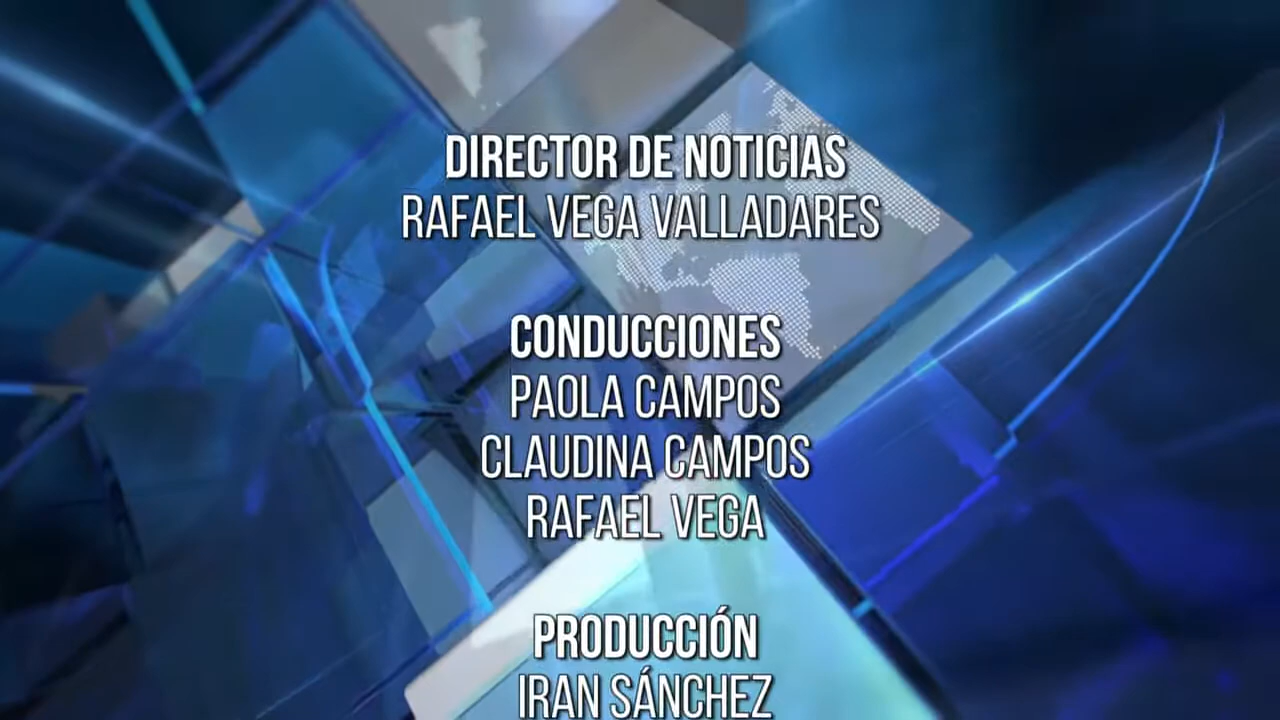 DIRECTOR DE NOTICIAS
RAFAEL VEGA VALLADARES
CONDUCCIONES
PAOLA CAMPOS
CLAUDINA CAMPOS
RAFAEL VEGA
PRODUCCIÓN
IRAN SÁNCHEZ